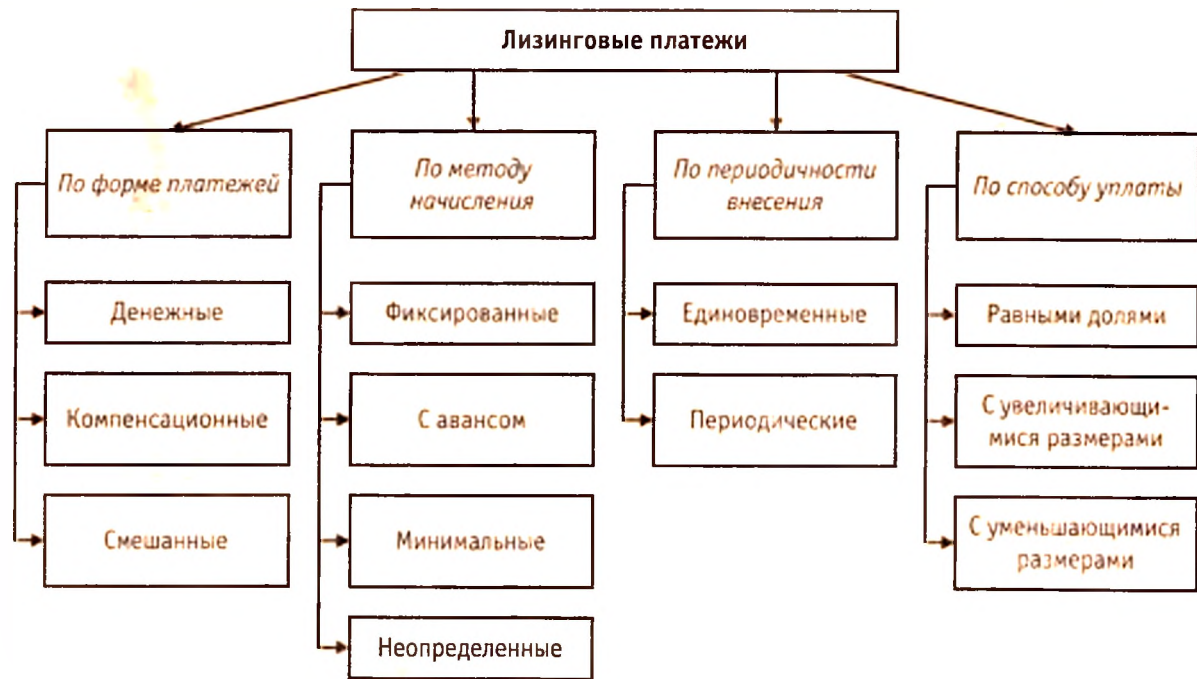 Лизинговые платежи
По форме платежей
Денежные
Компенсационные
Смешанные
По методу
начисления
Фиксированные
С авансом
Минимальные
Неопределенные
По периодичности
внесения
Единовременные
Периодические
По способу уплаты
Равными долями
С увеличивающи-
мися размерами
С уменьшающимися
размерами